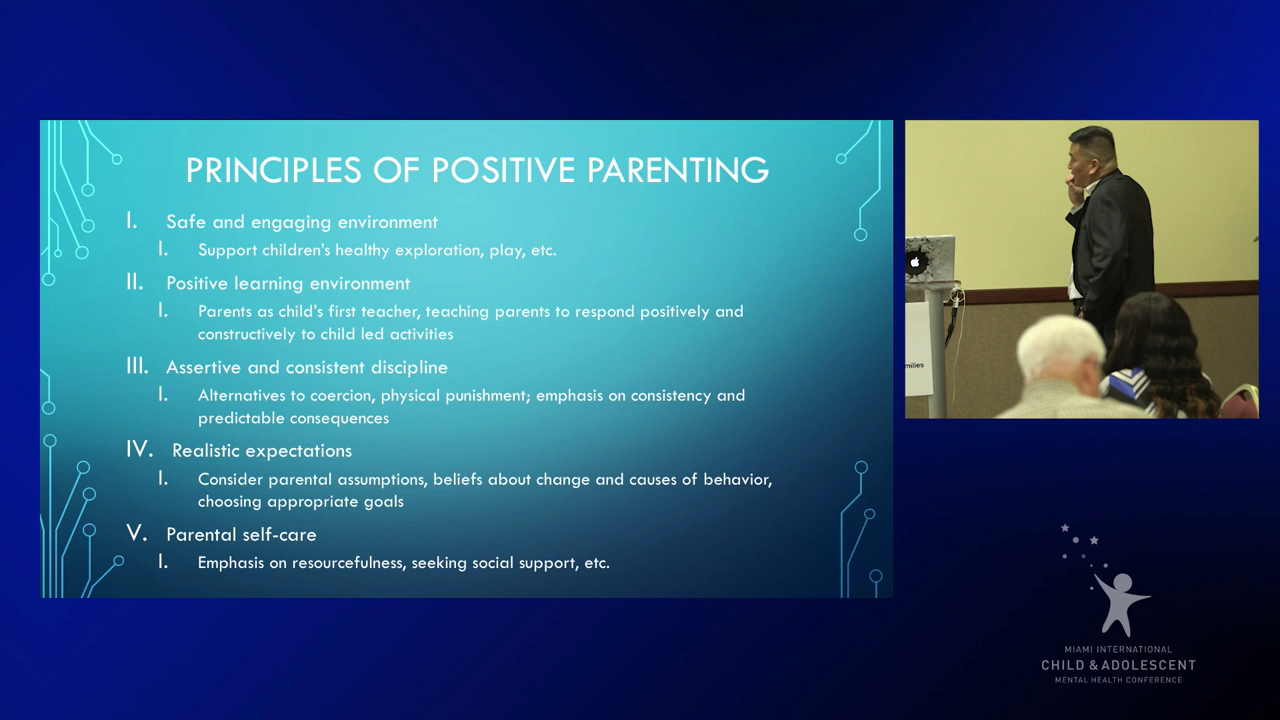 PRINCIPLES OF POSITIVE PARENTING
I. Safe and engaging environment
I. Support children's healthy exploration, play, etc.
II. Positive learning environment
I. Parents as child's first teacher, teaching parents to respond positively and
constructively to child led activities
III. Assertive and consistent discipline
I. Alternatives to coercion, physical punishment; emphasis on consistency and
predictable consequences
IV. Realistic expectations
I. Consider parental assumptions, beliefs about change and causes of behavior,
choosing appropriate goals
V. Parental self-care
I. Emphasis on resourcefulness, seeking social support, etc.
MIAMI INTERNATIONAL
CHILD & ADOLESCENT
MENTAL HEALTH CONFERENCE